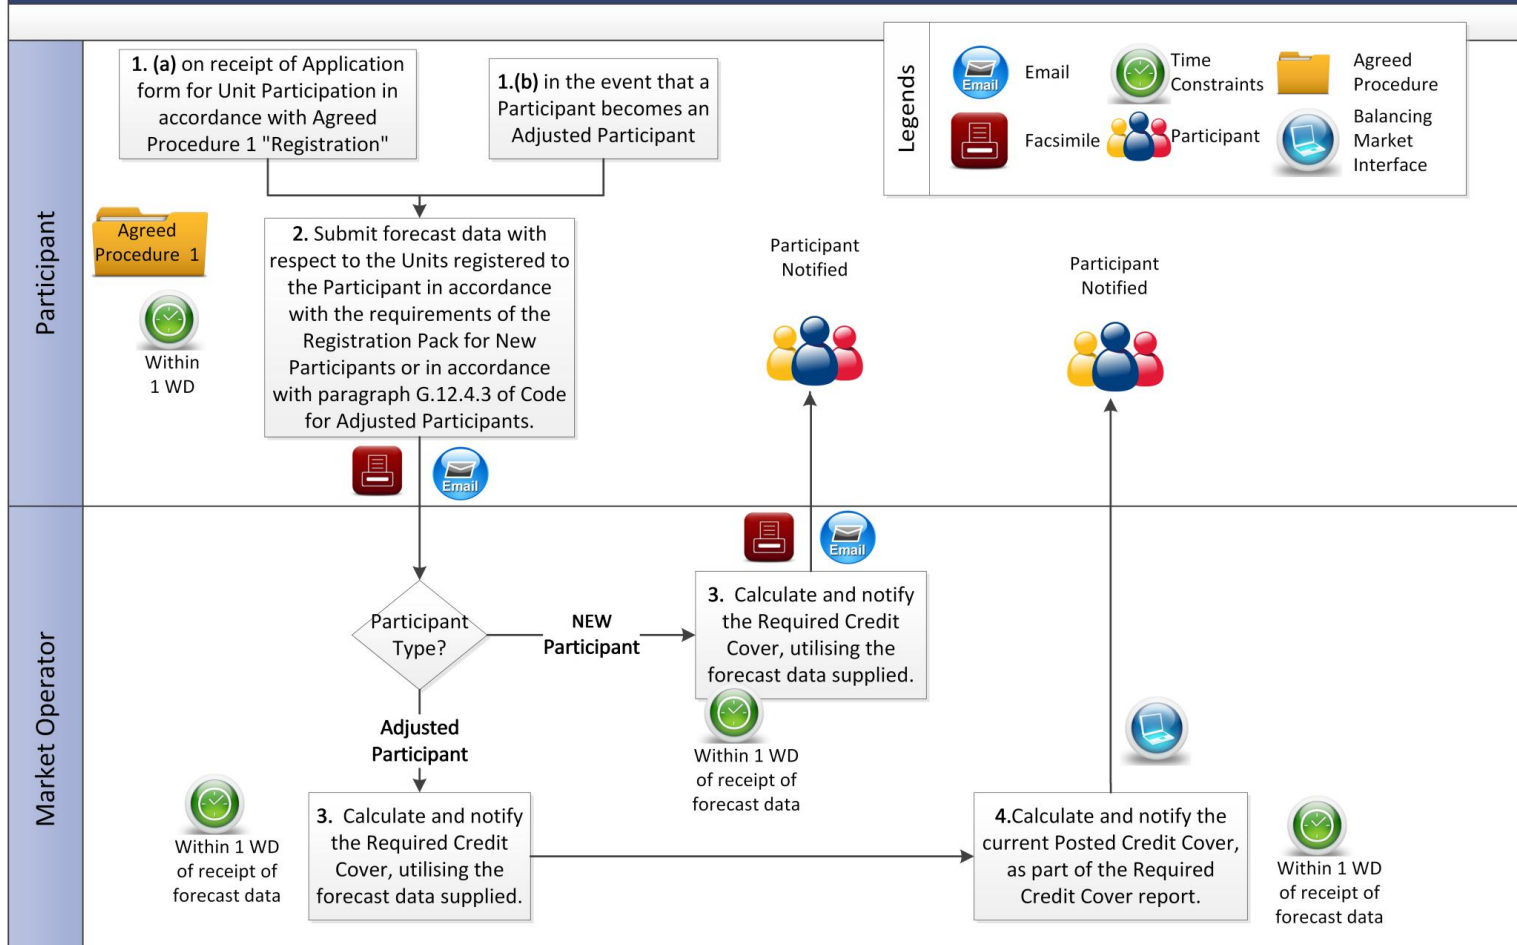 1. (a) on receipt of Application
form for Unit Participation in
accordance with Agreed
Procedure 1 "Registration"
1.(b) in the event that a
Participant becomes an
Adjusted Participant
Legends
Email
Email
Time
Constraints
Agreed
Procedure
Facsimile
Participant
Balancing
Market
Interface
Participant
Agreed
Procedure 1
Within
1 WD
2. Submit forecast data with
respect to the Units registered to
the Participant in accordance
with the requirements of the
Registration Pack for New
Participants or in accordance
with paragraph G.12.4.3 of Code
for Adjusted Participants.
Participant
Notified
Participant
Notified
Email
Market Operator
Email
Participant
Type?
NEW
Participant
3. Calculate and notify
the Required Credit
Cover, utilising the
forecast data supplied.
Within 1 WD
of receipt of
forecast data
Adjusted
Participant
Within 1 WD
of receipt of
forecast data
3. Calculate and notify
the Required Credit
Cover, utilising the
forecast data supplied.
4.Calculate and notify the
current Posted Credit Cover,
as part of the Required
Credit Cover report.
Within 1 WD
of receipt of
forecast data